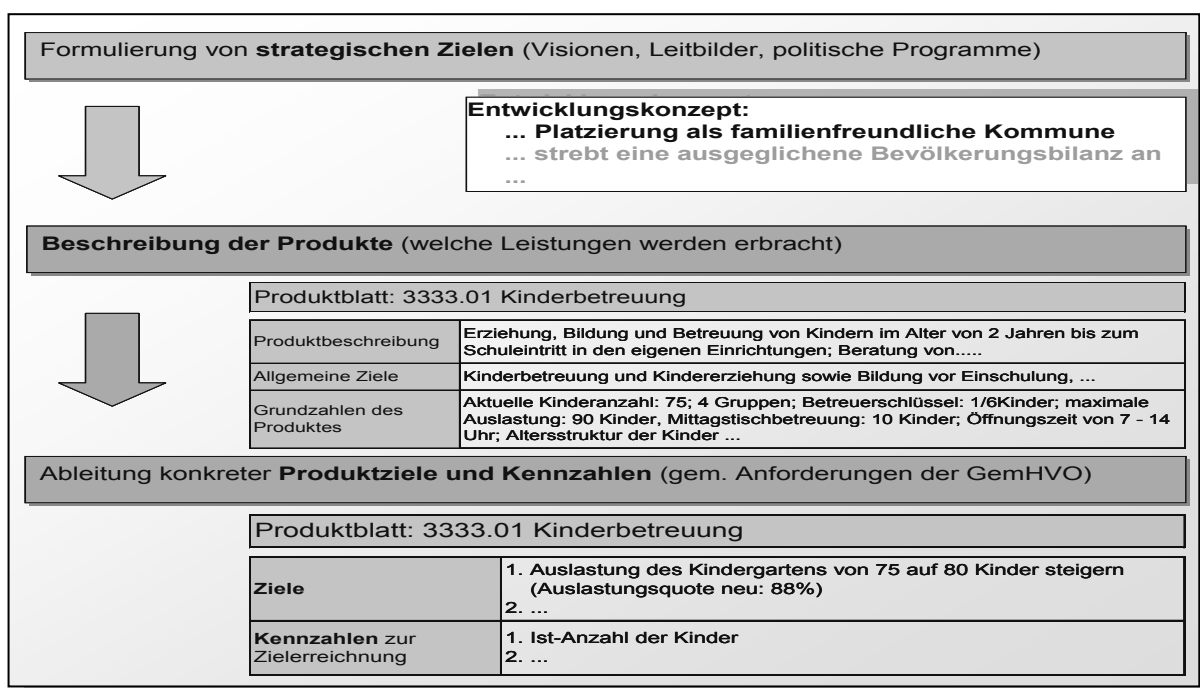 Formulierung von strategischen Zielen (Visionen, Leitbilder, politische Programme)
Entwicklungskonzept:
... Platzierung als familienfreundliche Kommune
... strebt eine ausgeglichene Bevölkerungsbilanz an
...
Beschreibung der Produkte (welche Leistungen werden erbracht)
Produktblatt: 3333.01 Kinderbetreuung
Produktbeschreibung
Erziehung, Bildung und Betreuung von Kindern im Alter von 2 Jahren bis zum
Schuleintritt in den eigenen Einrichtungen; Beratung von.....
Allgemeine Ziele
Kinderbetreuung und Kindererziehung sowie Bildung vor Einschulung, ...
Grundzahlen des
Produktes
Aktuelle Kinderanzahl: 75; 4 Gruppen; Betreuerschlüssel: 1/6Kinder; maximale
Auslastung: 90 Kinder, Mittagstischbetreuung: 10 Kinder; Öffnungszeit von 7 - 14
Uhr; Altersstruktur der Kinder ...
Ableitung konkreter Produktziele und Kennzahlen (gem. Anforderungen der GemHVO)
Produktblatt: 3333.01 Kinderbetreuung
Ziele
1. Auslastung des Kindergartens von 75 auf 80 Kinder steigern
(Auslastungsquote neu: 88%)
2. ...
Kennzahlen zur
Zielerreichnung
1. Ist-Anzahl der Kinder
2. ...